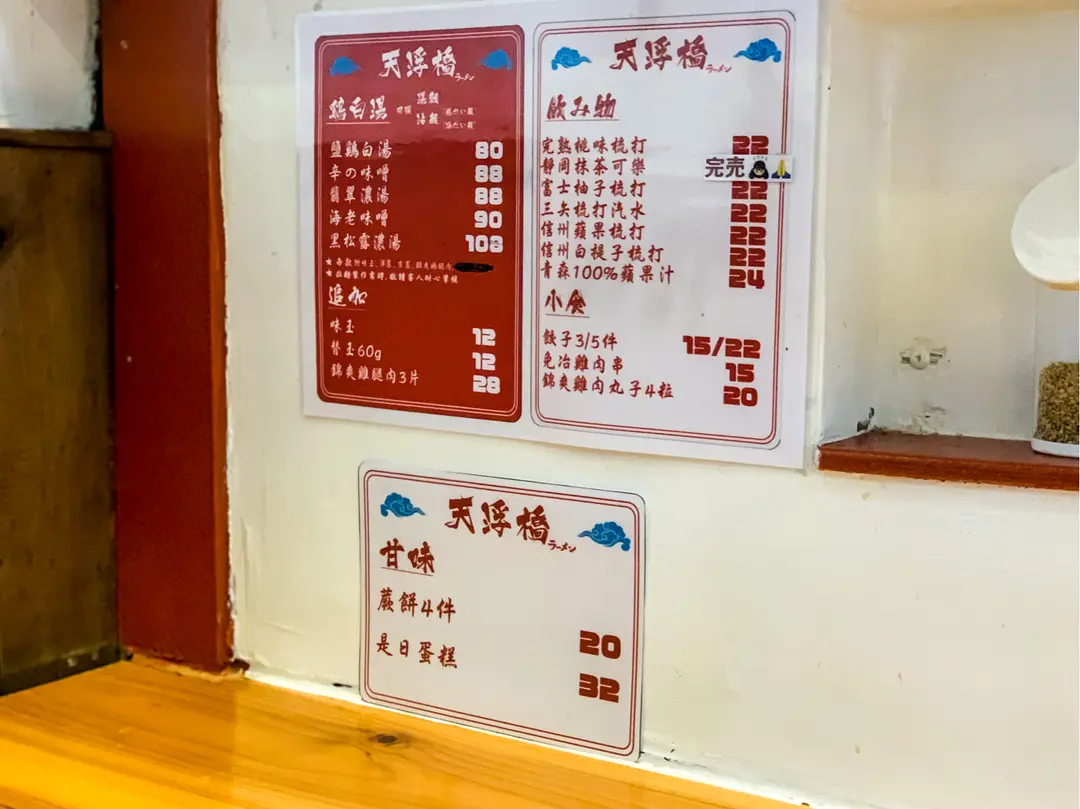 天浮橋
ラーメン
鶏白湯
鹽鶏白湯 80
辛の味噌 88
翡翠濃湯 88
海老味噌 90
黒松露濃湯 108
追加
味玉 12
替玉60g 12
錦爽雞腿肉3片 28
天浮橋
ラーメン
飲み物
完熟桃味梳打 22
靜岡抹茶可樂
完売
富士柚子梳打 22
三矢梳打汽水 22
信州蘋果梳打 22
信州白提子梳打 22
青森100%蘋果汁 24
小食
餃子3/5件 15/22
免冶雞肉串 15
錦爽雞肉丸子4粒 20
天浮橋
ラーメン
甘味
蕨餅4件 20
是日蛋糕 32